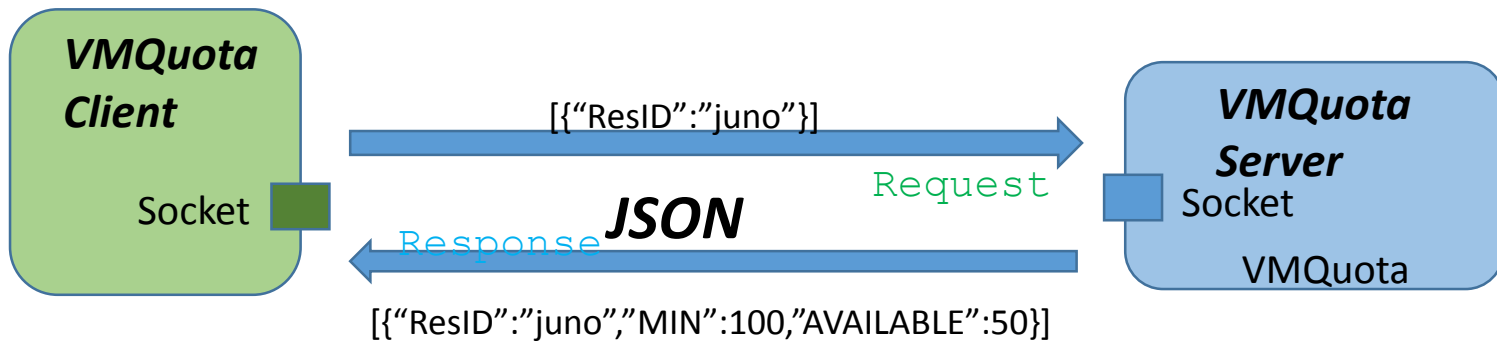 VMQuota
Client
Socket
[{“ResID”:”juno”}]
Request
JSON
Response
[{“ResID”:”juno”,”MIN”:100,”AVAILABLE”:50}]
VMQuota
Server
Socket
VMQuota